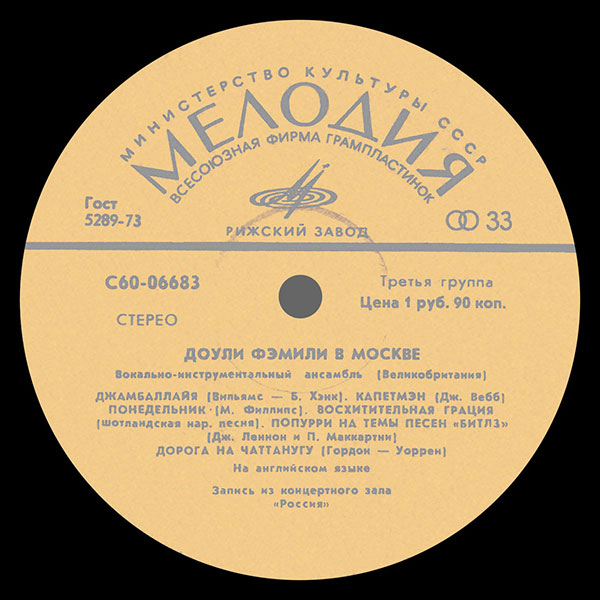 МИНИСТЕРСТВО КУЛЬТУРЫ СССР
МЕЛОДИЯ
ВСЕСОЮЗНАЯ ФИРМА ГРАМПЛАСТИНОК
Гост
5289-73
33
РИЖСКИЙ ЗАВОД
С60-06683
Третья группа
Цена 1 руб. 90 коп.
СТЕРЕО
ДОУЛИ ФЭМИЛИ В МОСКВЕ
Вокально-инструментальный ансамбль (Великобритания)
ДЖАМБАЛЛАЙЯ (Вильямс — Б. Хэнк). КАПЕТМЭН (Дж. Вебб)
ПОНЕДЕЛЬНИК (М. Филлипс). ВОСХИТИТЕЛЬНАЯ ГРАЦИЯ
(шотландская нар. песня). ПОПУРРИ НА ТЕМЫ ПЕСЕН «БИТЛЗ»
(Дж. Леннон и П. Маккартни)
ДОРОГА НА ЧАТТАНУГУ (Гордон — Уоррен)
На английском языке
Запись из концертного зала
«Россия»